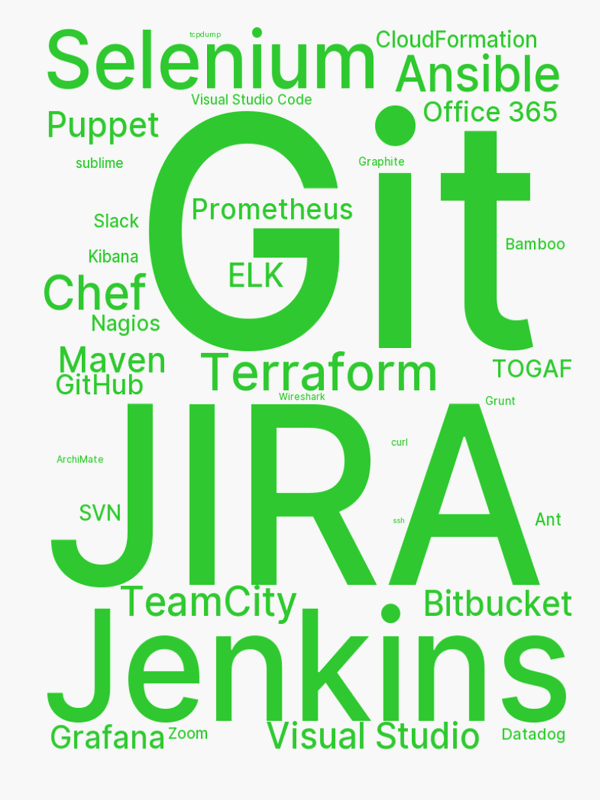 tcpdump
Selenium
CloudFormation
Ansible
Visual Studio Code
Office 365
Puppet
Git
sublime
Graphite
Prometheus
Slack
Bamboo
Kibana
ELK
Chef
Nagios
Maven
Terraform
TOGAF
GitHub
Wireshark
Grunt
JIRA
curl
ArchiMate
SVN
ssh
Ant
TeamCity
Bitbucket
Jenkins
Grafana
Zoom
Visual Studio
Datadog